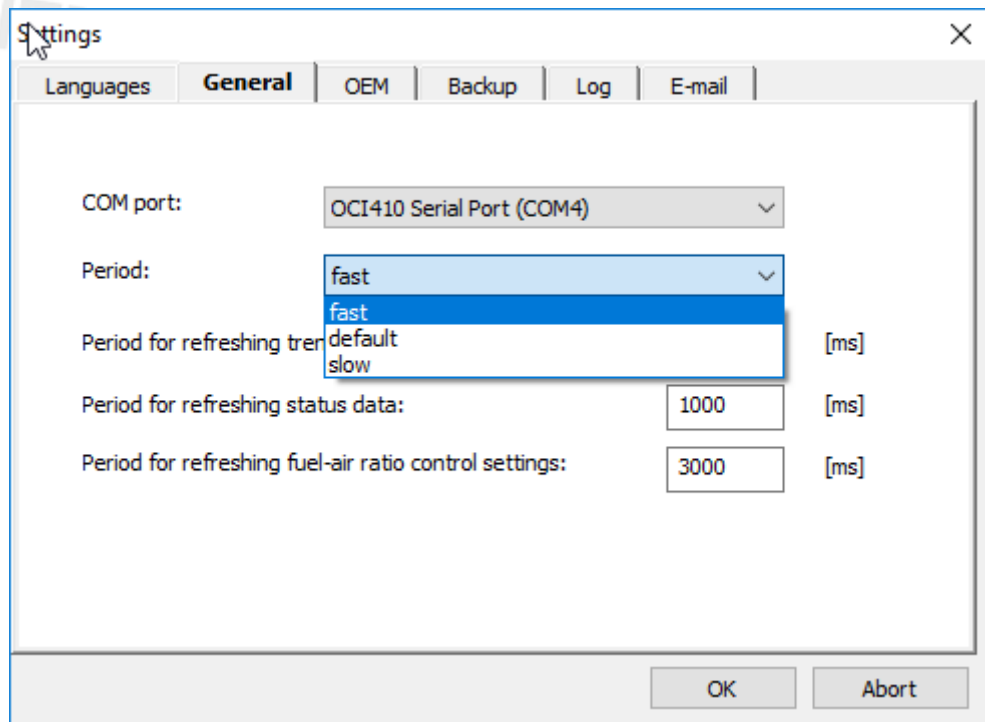 Settings
Languages General OEM Backup Log E-mail
COM port: OCI410 Serial Port (COM4)
Period: fast
fast
default
slow
Period for refreshing [ms]
Period for refreshing status data: 1000 [ms]
Period for refreshing fuel-air ratio control settings: 3000 [ms]
OK Abort